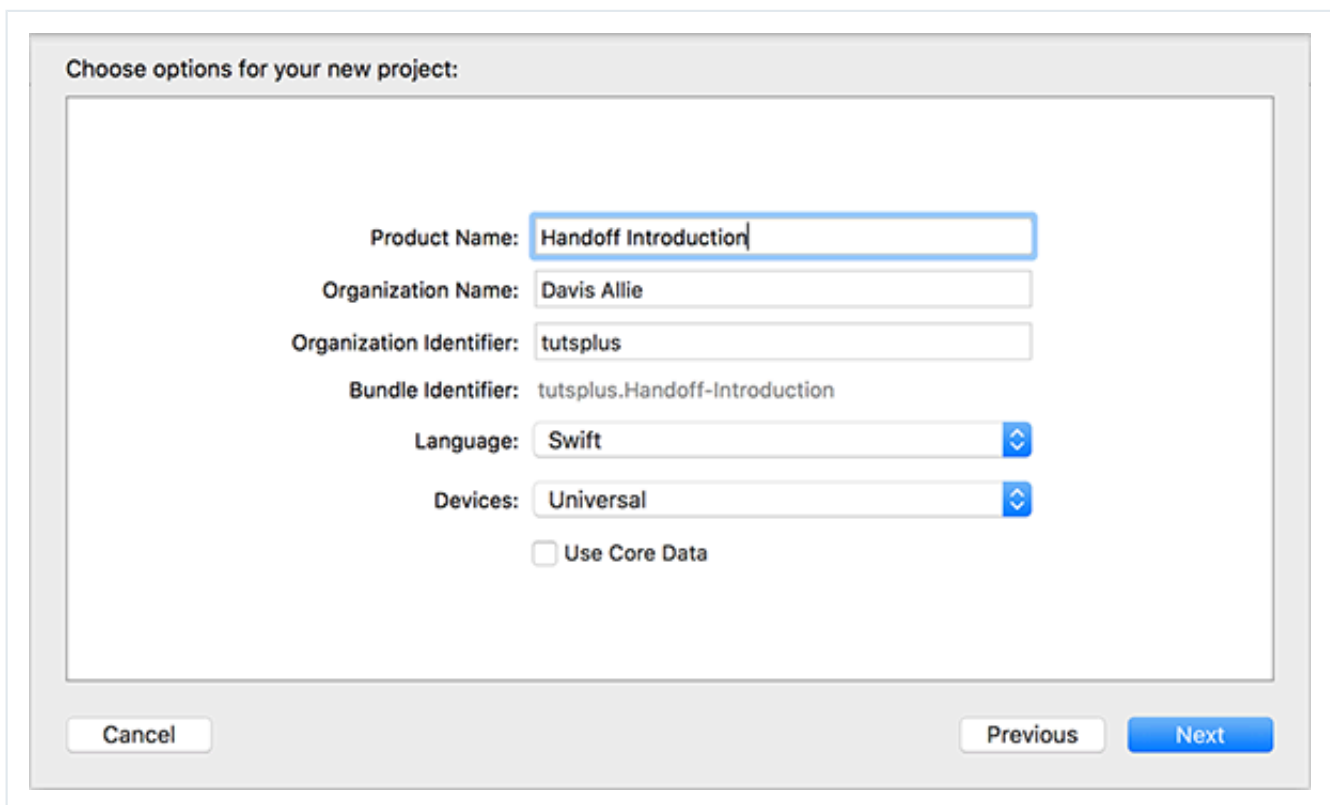 Choose options for your new project:
Product Name: Handoff Introduction
Organization Name: Davis Allie
Organization Identifier: tutsplus
Bundle Identifier: tutsplus.Handoff-Introduction
Language: Swift
Devices: Universal
Use Core Data
Cancel Previous Next